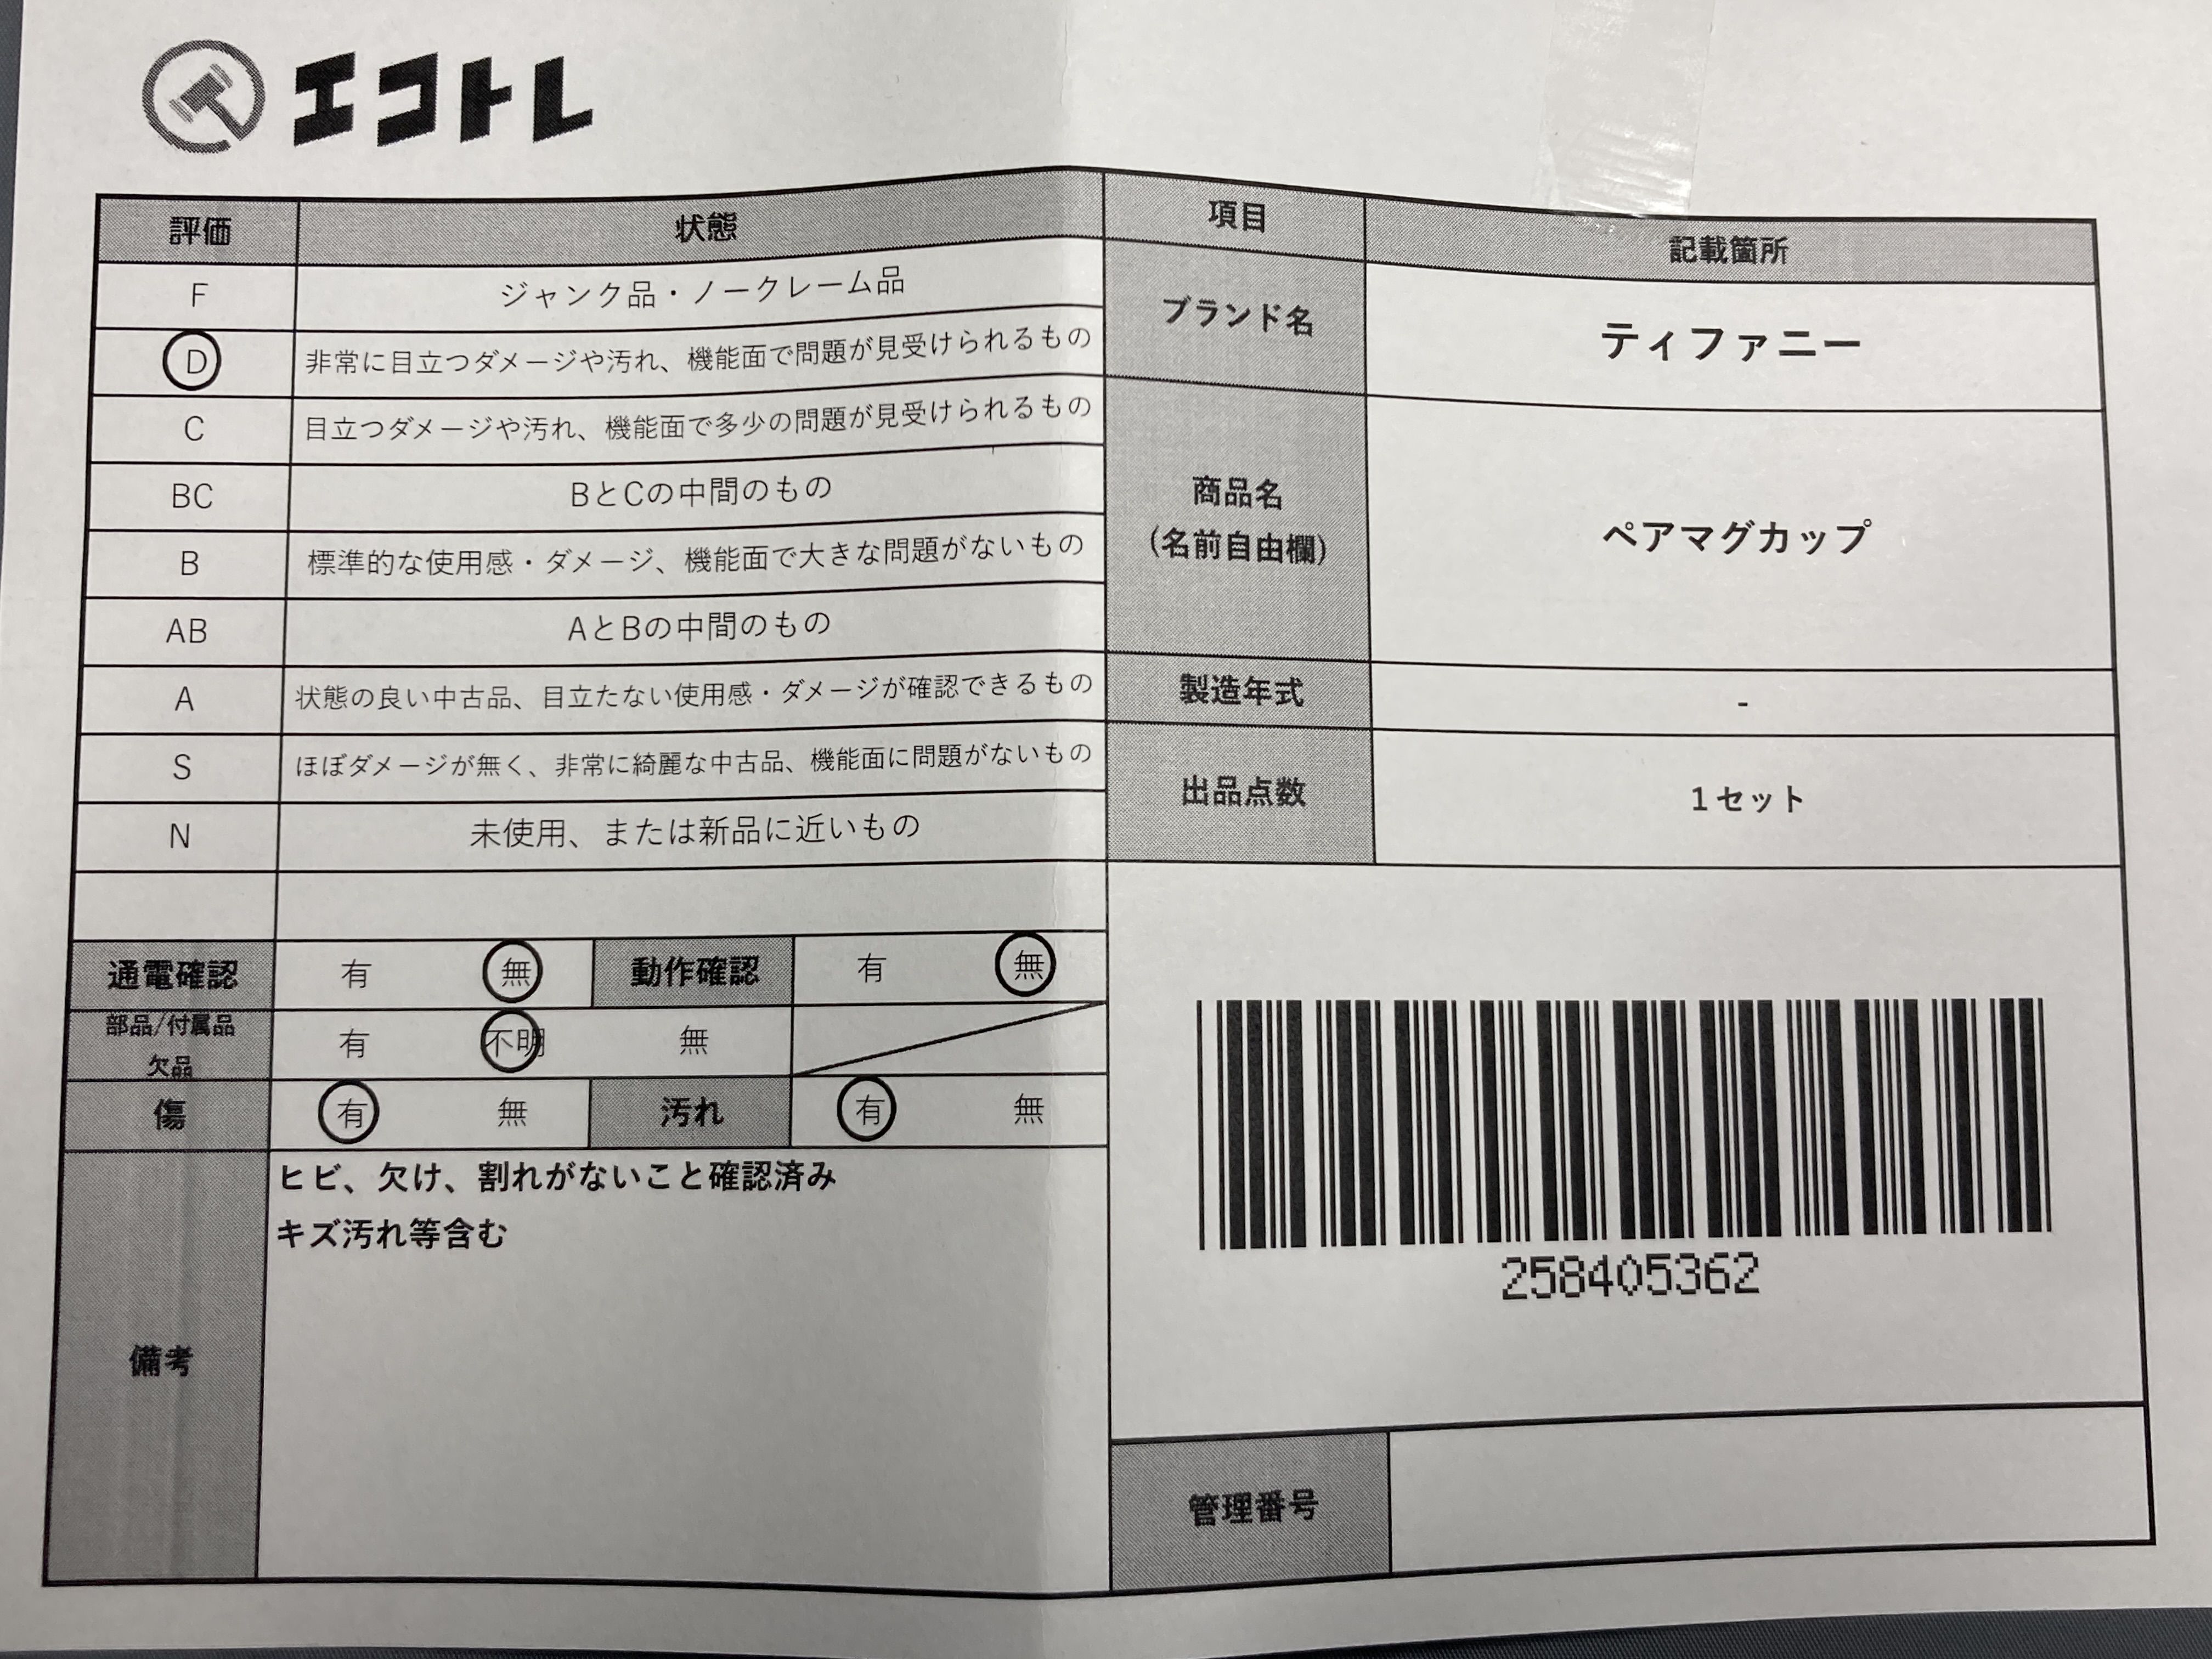 エコトレ
評価 状態
F ジャンク品・ノークレーム品
D 非常に目立つダメージや汚れ、機能面で問題が見受けられるもの
C 目立つダメージや汚れ、機能面で多少の問題が見受けられるもの
BC BとCの中間のもの
B 標準的な使用感・ダメージ、機能面で大きな問題がないもの
AB AとBの中間のもの
A 状態の良い中古品、目立たない使用感・ダメージが確認できるもの
S ほぼダメージが無く、非常に綺麗な中古品、機能面に問題がないもの
N 未使用、または新品に近いもの
通電確認 有 無 動作確認 有 無
部品/付属品
欠品
有 不明 無
傷 有 無 汚れ 有 無
備考
ヒビ、欠け、割れがないこと確認済み
キズ汚れ等含む
項目 記載箇所
ブランド名 ティファニー
商品名
(名前自由欄)
ペアマグカップ
製造年式 -
出品点数 1セット
258405362
管理番号